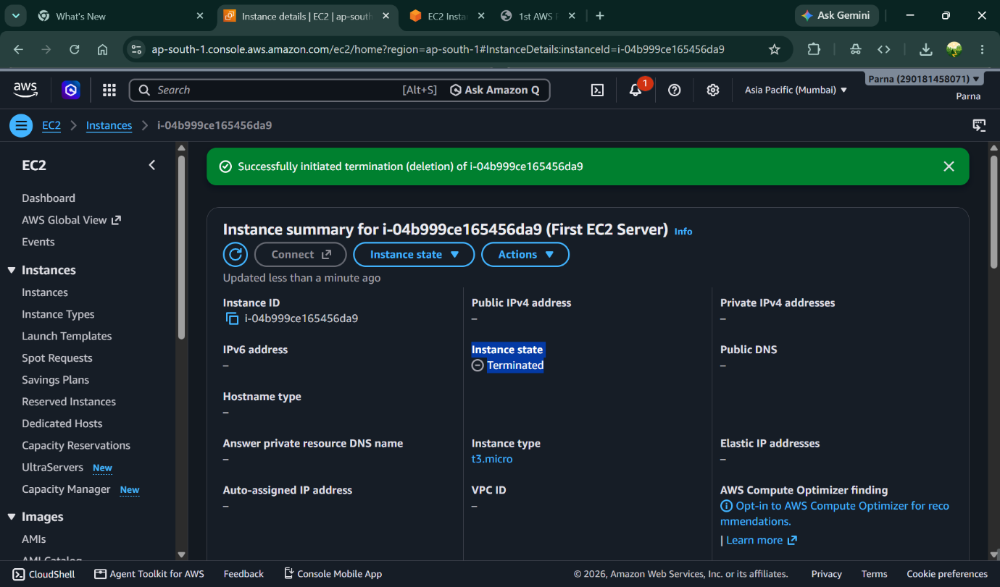 What's New
Instance details | EC2 | ap-south
EC2 Insta
1st AWS
Ask Gemini
ap-south-1.console.aws.amazon.com/ec2/home?region=ap-south-1#InstanceDetails:instanceId=i-04b999ce165456da9
aws
Search
[Alt+S]
Ask Amazon Q
1
Asia Pacific (Mumbai)
Parna (290181458071)
Parna
EC2
Instances
i-04b999ce165456da9
EC2
Dashboard
AWS Global View
Events
Instances
Instances
Instance Types
Launch Templates
Spot Requests
Savings Plans
Reserved Instances
Dedicated Hosts
Capacity Reservations
UltraServers New
Capacity Manager New
Images
AMIs
AMI Catalog
Successfully initiated termination (deletion) of i-04b999ce165456da9
Instance summary for i-04b999ce165456da9 (First EC2 Server) Info
Connect
Instance state
Actions
Updated less than a minute ago
Instance ID
i-04b999ce165456da9
Public IPv4 address
–
Private IPv4 addresses
–
IPv6 address
–
Instance state
Terminated
Public DNS
–
Hostname type
–
Answer private resource DNS name
–
Instance type
t3.micro
Elastic IP addresses
–
Auto-assigned IP address
–
VPC ID
–
AWS Compute Optimizer finding
Opt-in to AWS Compute Optimizer for reco
mmendations.
| Learn more
CloudShell
Agent Toolkit for AWS
Feedback
Console Mobile App
© 2026, Amazon Web Services, Inc. or its affiliates.
Privacy
Terms
Cookie preferences